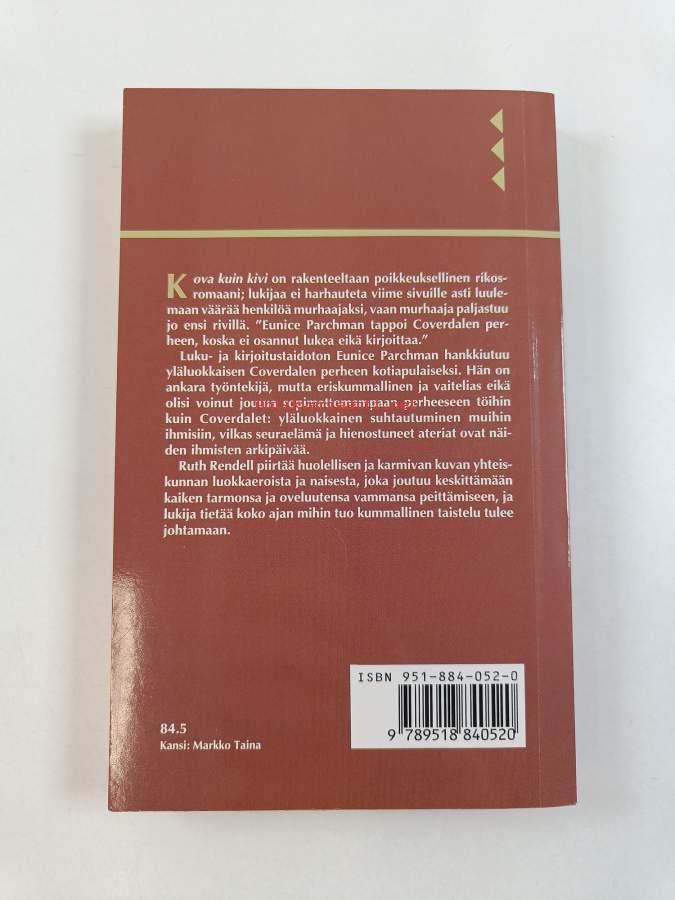 Kova kuin kivi on rakenteeltaan poikkeuksellinen rikos-
romaani; lukijaa ei harhauteta viime sivuille asti luule-
maan väärää henkilöä murhaajaksi, vaan murhaaja paljastuu
jo ensi rivillä. ”Eunice Parchman tappoi Coverdalen per-
heen, koska ei osannut lukea eikä kirjoittaa.”
Luku- ja kirjoitustaidoton Eunice Parchman hankkiutuu
yläluokkaisen Coverdalen perheen kotiapulaiseksi. Hän on
ankara työntekijä, mutta eriskummallinen ja vaitelias eikä
olisi voinut joutua epäonnisempaan perheeseen töihin
kuin Coverdalet: yläluokkainen suhtautuminen muihin
ihmisiin, vilkas seuraelämä ja hienostuneet ateriat ovat näi-
den ihmisten arkipäivää.
Ruth Rendell piirtää huolellisen ja karmivan kuvan yhteis-
kunnan luokkaeroista ja naisesta, joka joutuu keskittämään
kaiken tarmonsa ja oveluutensa vammansa peittämiseen, ja
lukija tietää koko ajan mihin tuo kummallinen taistelu tulee
johtamaan.
ISBN 951-884-052-0
9 789518 840520
84.5
Kansi: Markko Taina